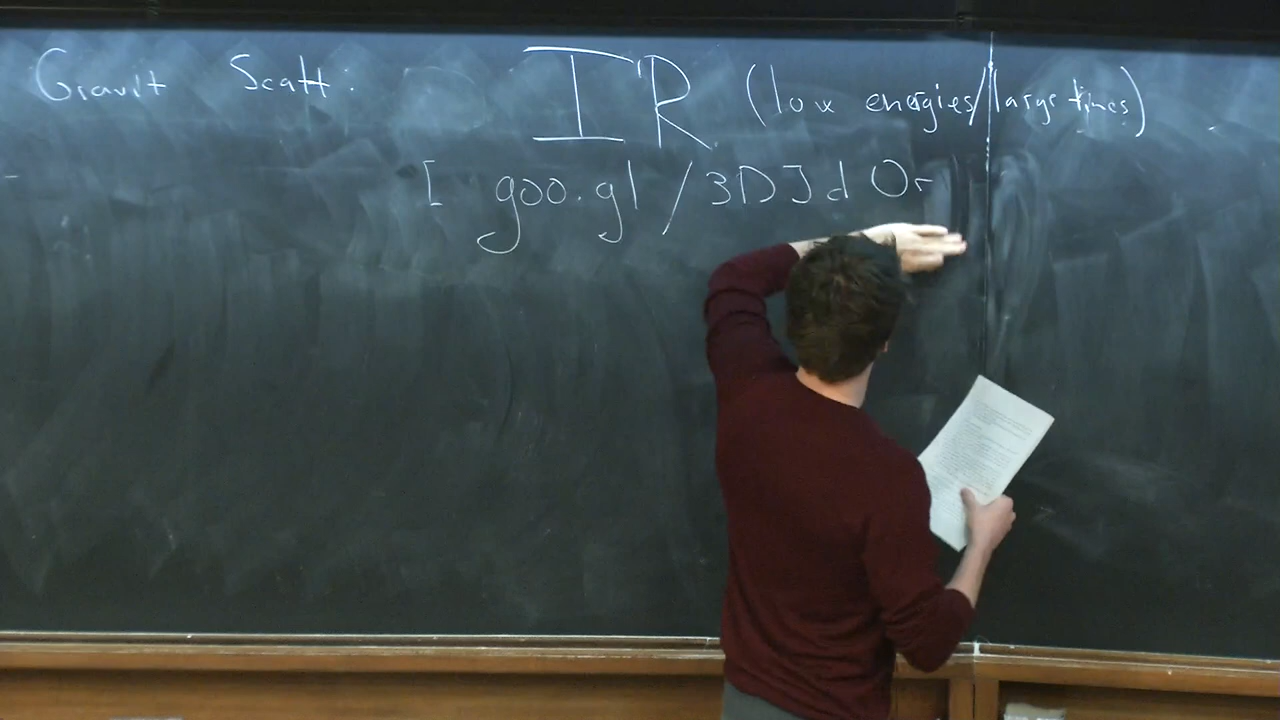 Gravit Scatt: IR (low energies/large times)
[ goo.gl/3DJdOr